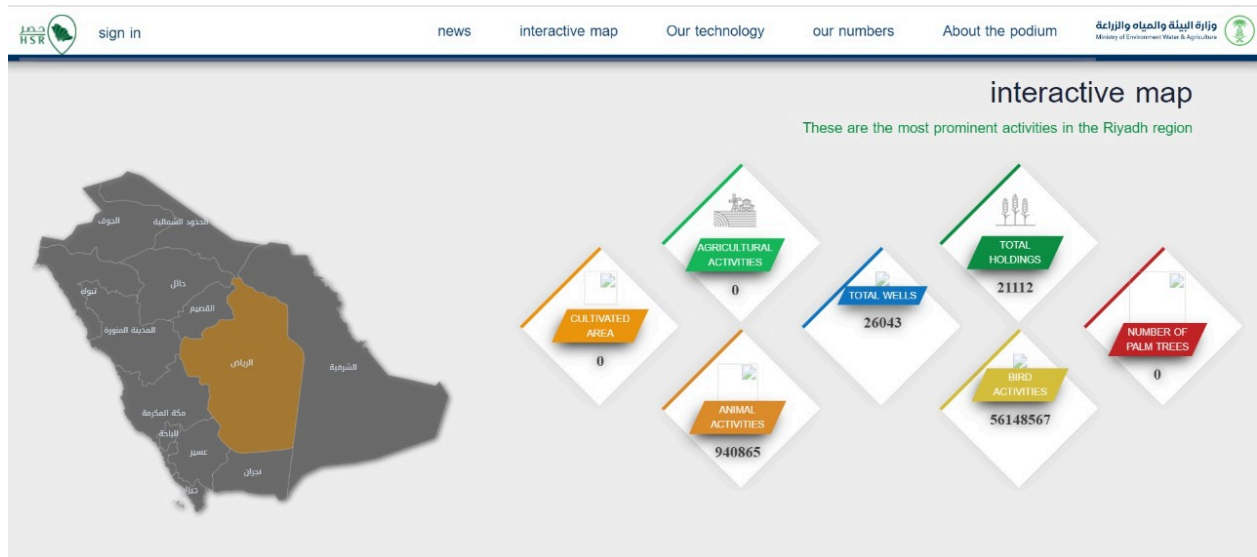 حصر
HSR
sign in
news
interactive map
Our technology
our numbers
About the podium
وزارة البيئة والمياه والزراعة
Ministry of Environment Water & Agriculture
interactive map
These are the most prominent activities in the Riyadh region
الجوف
الحدود الشمالية
تبوك
حائل
القصيم
المدينة المنورة
الرياض
الشرقية
مكة المكرمة
الباحة
عسير
نجران
جيزان
AGRICULTURAL
ACTIVITIES
0
TOTAL
HOLDINGS
21112
CULTIVATED
AREA
0
TOTAL WELLS
26043
NUMBER OF
PALM TREES
0
ANIMAL
ACTIVITIES
940865
BIRD
ACTIVITIES
56148567